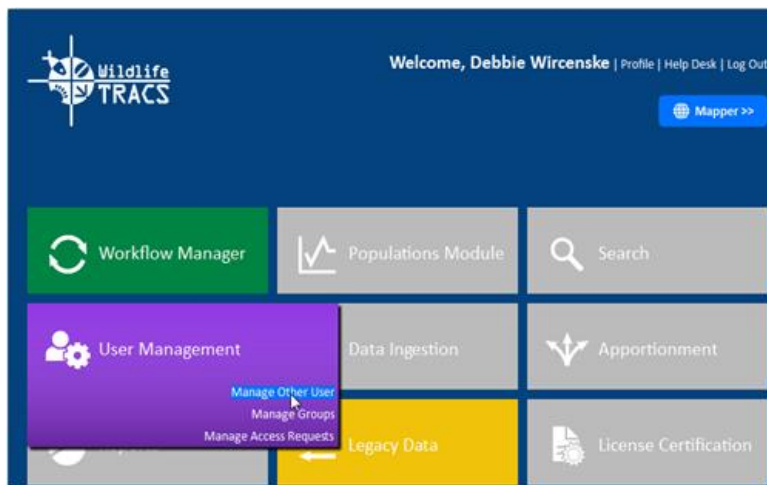 Wildlife
TRACS
Welcome, Debbie Wircenske | Profile | Help Desk | Log Out
Mapper >>
Workflow Manager
Populations Module
Search
User Management
Data Ingestion
Apportionment
Manage Other User
Manage Groups
Manage Access Requests
Legacy Data
License Certification